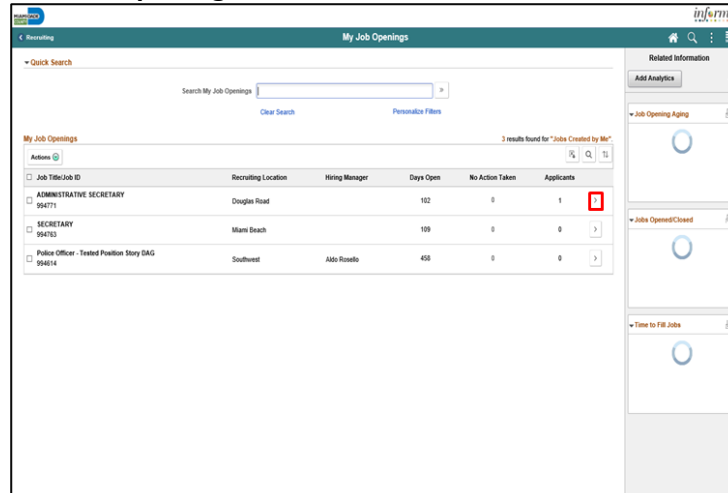 MIAMI-DADE
COUNTY
inform
Recruiting
My Job Openings
Quick Search
Search My Job Openings
Clear Search
Personalize Filters
My Job Openings
3 results found for "Jobs Created by Me".
Actions
Job Title/Job ID Recruiting Location Hiring Manager Days Open No Action Taken Applicants
ADMINISTRATIVE SECRETARY
994771 Douglas Road 102 0 1
SECRETARY
994763 Miami Beach 109 0 0
Police Officer - Tested Position Story DAG
994614 Southwest Aldo Rosello 458 0 0
Related Information
Add Analytics
Job Opening Aging
Jobs Opened/Closed
Time to Fill Jobs